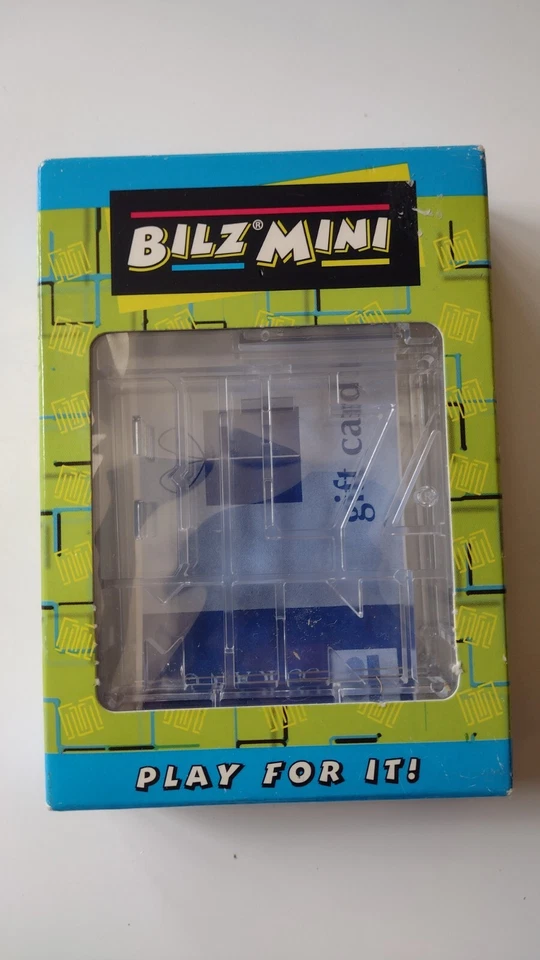 BILZ® MINI
gift card
PLAY FOR IT!